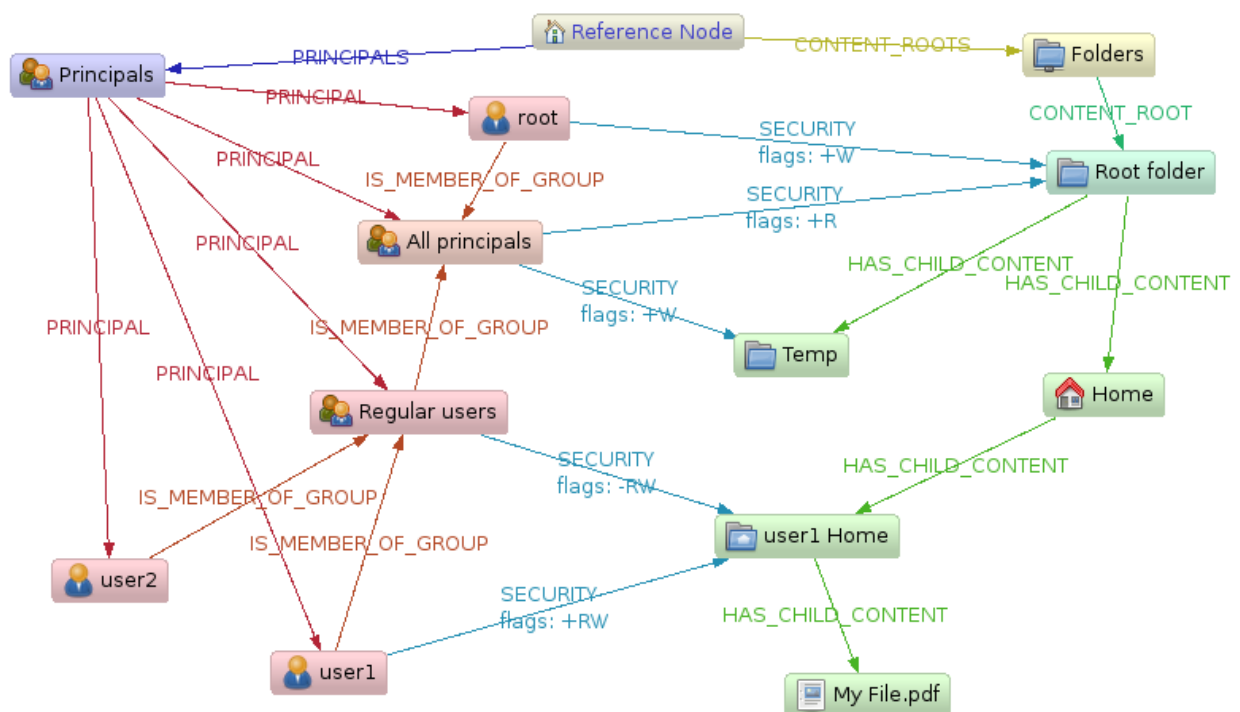 Reference Node
PRINCIPALS
CONTENT_ROOTS
Folders
Principals
PRINCIPAL
root
CONTENT_ROOT
SECURITY
flags: +W
PRINCIPAL
IS_MEMBER_OF_GROUP
Root folder
SECURITY
flags: +R
PRINCIPAL
All principals
HAS_CHILD_CONTENT
HAS_CHILD_CONTENT
SECURITY
flags: +W
PRINCIPAL
IS_MEMBER_OF_GROUP
Temp
PRINCIPAL
Home
Regular users
SECURITY
flags: -RW
HAS_CHILD_CONTENT
IS_MEMBER_OF_GROUP
user1 Home
IS_MEMBER_OF_GROUP
user2
SECURITY
flags: +RW
HAS_CHILD_CONTENT
user1
My File.pdf